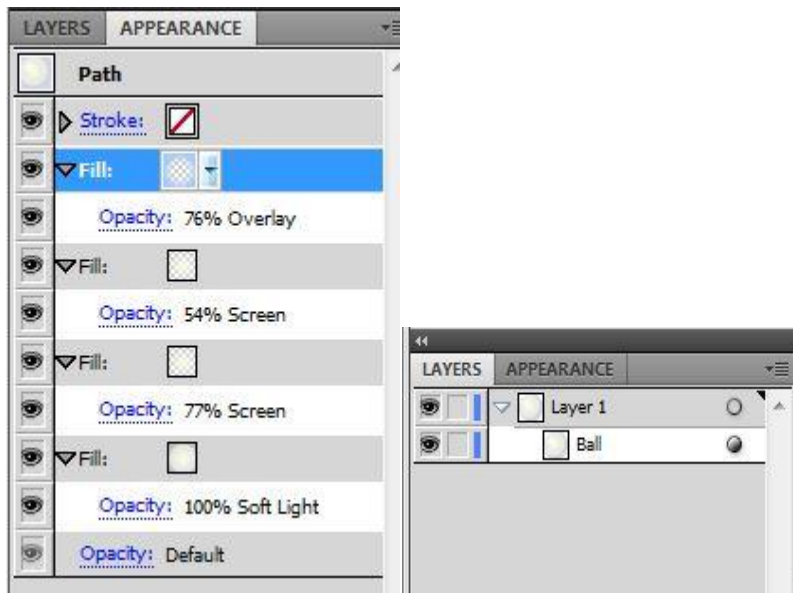 LAYERS APPEARANCE
Path
Stroke:
Fill:
Opacity: 76% Overlay
Fill:
Opacity: 54% Screen
Fill:
Opacity: 77% Screen
Fill:
Opacity: 100% Soft Light
Opacity: Default
LAYERS APPEARANCE
Layer 1
Ball